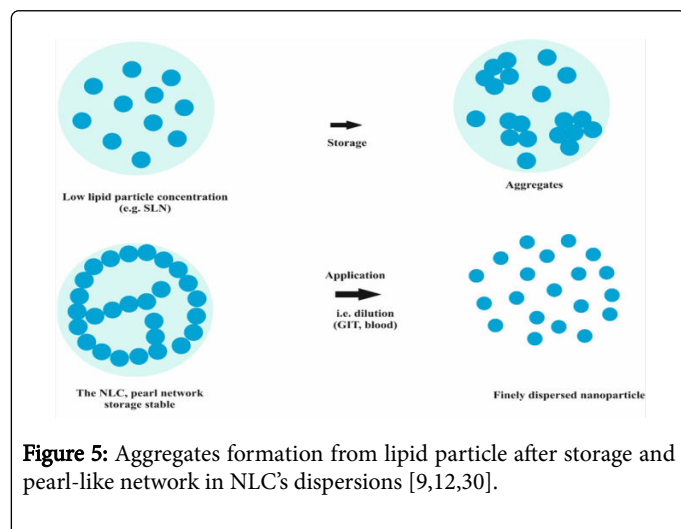 Storage
Low lipid particle concentration
(e.g. SLN)
Aggregates
Application
i.e. dilution
(GIT, blood)
The NLC, pearl network
storage stable
Finely dispersed nanoparticle
Figure 5: Aggregates formation from lipid particle after storage and
pearl-like network in NLC’s dispersions [9,12,30].